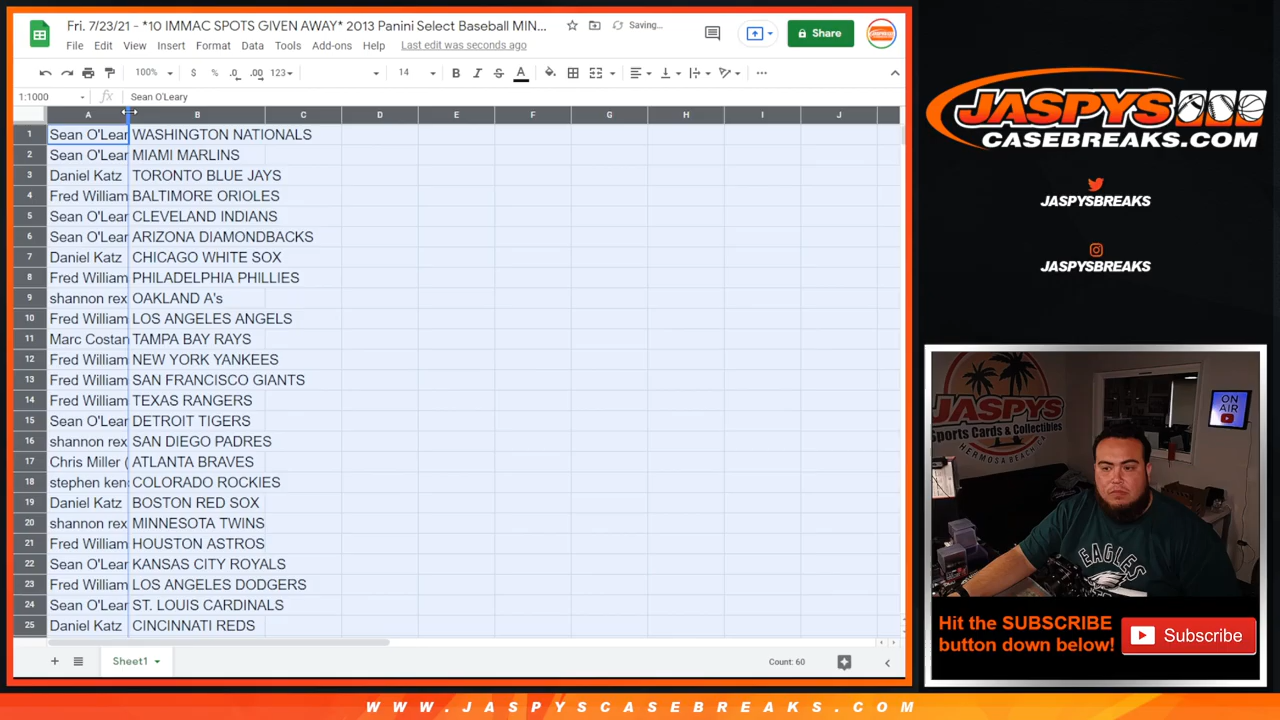 Fri. 7/23/21 - *10 IMMAC SPOTS GIVEN AWAY* 2013 Panini Select Baseball MIN...
Saving...
File Edit View Insert Format Data Tools Add-ons Help Last edit was seconds ago
Share
100% $ % .0 .00 123 14 B I S A
1:1000 fx Sean O'Leary
A B C D E F G H I J
1 Sean O'Lear WASHINGTON NATIONALS
2 Sean O'Lear MIAMI MARLINS
3 Daniel Katz TORONTO BLUE JAYS
4 Fred William BALTIMORE ORIOLES
5 Sean O'Lear CLEVELAND INDIANS
6 Sean O'Lear ARIZONA DIAMONDBACKS
7 Daniel Katz CHICAGO WHITE SOX
8 Fred William PHILADELPHIA PHILLIES
9 shannon rex OAKLAND A's
10 Fred William LOS ANGELES ANGELS
11 Marc Costan TAMPA BAY RAYS
12 Fred William NEW YORK YANKEES
13 Fred William SAN FRANCISCO GIANTS
14 Fred William TEXAS RANGERS
15 Sean O'Lear DETROIT TIGERS
16 shannon rex SAN DIEGO PADRES
17 Chris Miller ( ATLANTA BRAVES
18 stephen ken COLORADO ROCKIES
19 Daniel Katz BOSTON RED SOX
20 shannon rex MINNESOTA TWINS
21 Fred William HOUSTON ASTROS
22 Sean O'Lear KANSAS CITY ROYALS
23 Fred William LOS ANGELES DODGERS
24 Sean O'Lear ST. LOUIS CARDINALS
25 Daniel Katz CINCINNATI REDS
Sheet1
Count: 60
JASPYS
CASEBREAKS.COM
JASPYSBREAKS
JASPYSBREAKS
JASPYS
Sports Cards & Collectibles
HERMOSA BEACH, CA
ON
AIR
EAGLES
Hit the SUBSCRIBE
button down below!
Subscribe
WWW.JASPYSCASEBREAKS.COM